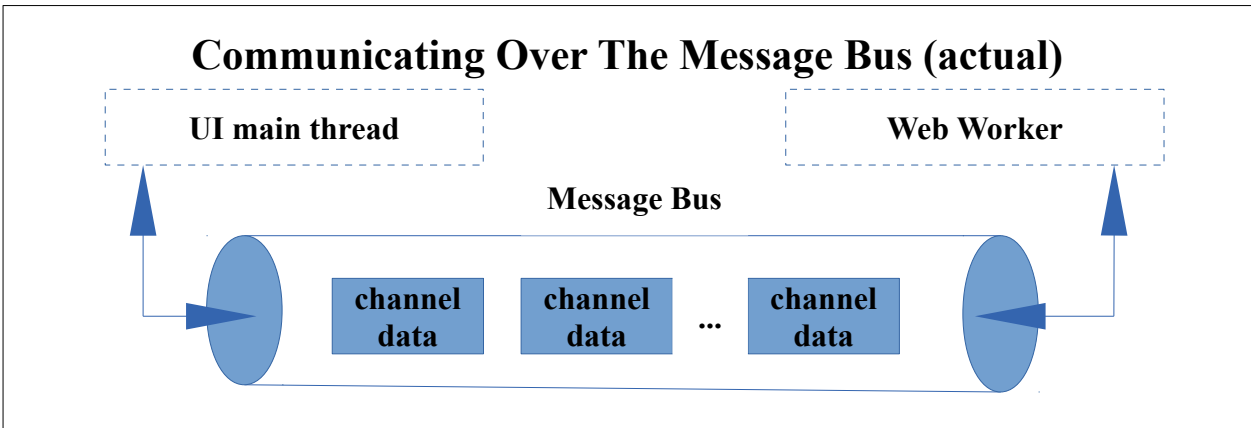 Communicating Over The Message Bus (actual)
UI main thread
Web Worker
Message Bus
channel
data
channel
data
...
channel
data